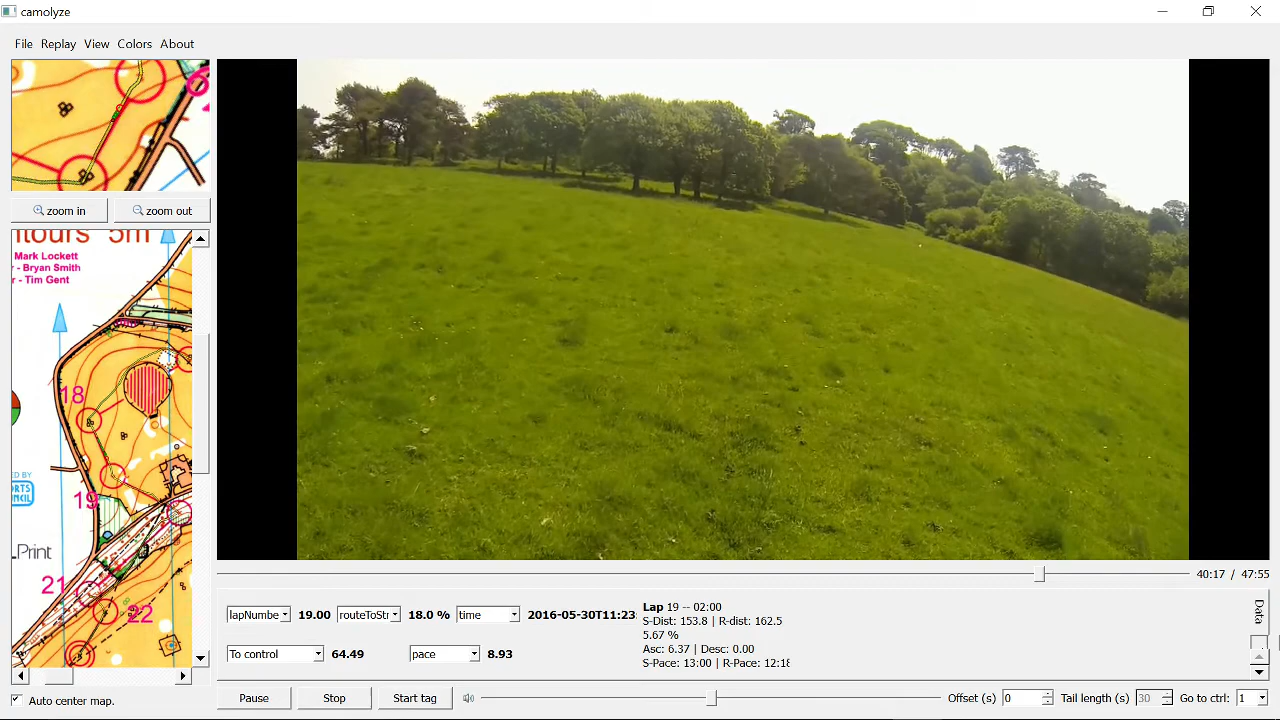 camolyze
File Replay View Colors About
zoom in zoom out
5m
Mark Lockett
- Bryan Smith
- Tim Gent
18
19
Print
21
22
40:17 / 47:55
lapNumbe 19.00 routeToStr 18.0 % time 2016-05-30T11:23:
To control 64.49 pace 8.93
Lap 19 -- 02:00
S-Dist: 153.8 | R-dist: 162.5
5.67 %
Asc: 6.37 | Desc: 0.00
S-Pace: 13:00 | R-Pace: 12:18
Data
Auto center map.
Pause Stop Start tag Offset (s) 0 Tail length (s) 30 Go to ctrl: 1